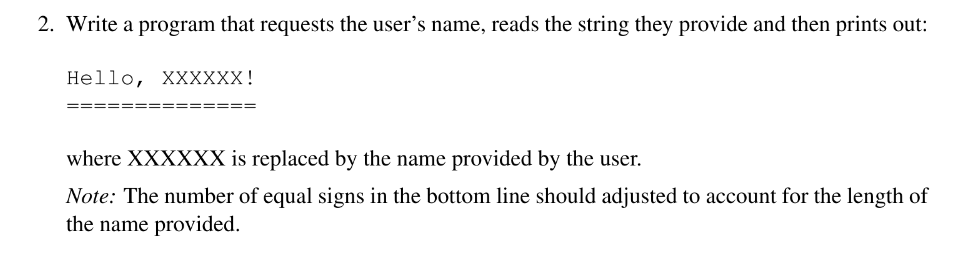 2. Write a program that requests the user’s name, reads the string they provide and then prints out:
Hello, XXXXXX!
==============
where XXXXXX is replaced by the name provided by the user.
Note: The number of equal signs in the bottom line should adjusted to account for the length of
the name provided.